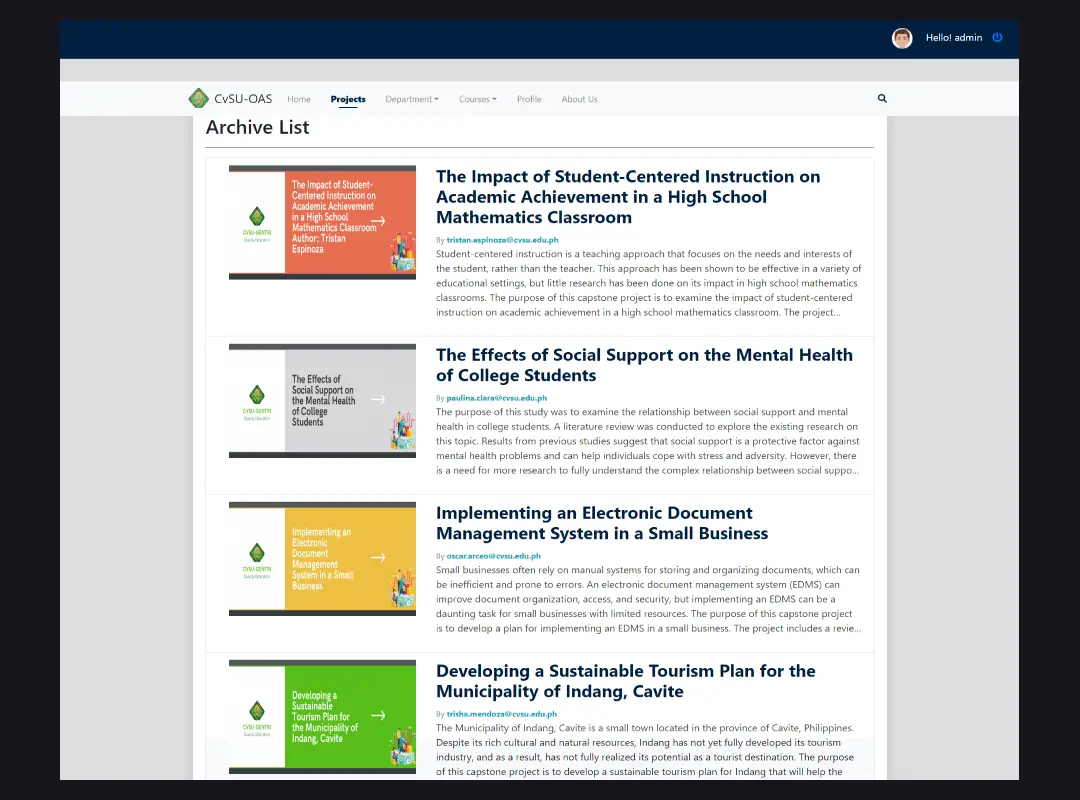 Hello! admin
CvSU-OAS Home Projects Department Courses Profile About Us
Archive List
The Impact of Student-
Centered Instruction on
Academic Achievement
in a High School
Mathematics Classroom
Author: Tristan
Espinoza
CVSU-GENTRI
Quality Education
The Impact of Student-Centered Instruction on
Academic Achievement in a High School
Mathematics Classroom
By tristan.espinoza@cvsu.edu.ph
Student-centered instruction is a teaching approach that focuses on the needs and interests of
the student, rather than the teacher. This approach has been shown to be effective in a variety of
educational settings, but little research has been done on its impact in high school mathematics
classrooms. The purpose of this capstone project is to examine the impact of student-centered
instruction on academic achievement in a high school mathematics classroom. The project...
The Effects of
Social Support on
the Mental Health
of College
Students
CVSU-GENTRI
Quality Education
The Effects of Social Support on the Mental Health
of College Students
By paulina.clara@cvsu.edu.ph
The purpose of this study was to examine the relationship between social support and mental
health in college students. A literature review was conducted to explore the existing research on
this topic. Results from previous studies suggest that social support is a protective factor against
mental health problems and can help individuals cope with stress and adversity. However, there
is a need for more research to fully understand the complex relationship between social suppo...
Implementing an
Electronic
Document
Management
System in a Small
Business
CVSU-GENTRI
Quality Education
Implementing an Electronic Document
Management System in a Small Business
By oscar.arceo@cvsu.edu.ph
Small businesses often rely on manual systems for storing and organizing documents, which can
be inefficient and prone to errors. An electronic document management system (EDMS) can
improve document organization, access, and security, but implementing an EDMS can be a
daunting task for small businesses with limited resources. The purpose of this capstone project
is to develop a plan for implementing an EDMS in a small business. The project includes a revie...
Developing a
Sustainable
Tourism Plan for
the Municipality of
Indang, Cavite
CVSU-GENTRI
Quality Education
Developing a Sustainable Tourism Plan for the
Municipality of Indang, Cavite
By trisha.mendoza@cvsu.edu.ph
The Municipality of Indang, Cavite is a small town located in the province of Cavite, Philippines.
Despite its rich cultural and natural resources, Indang has not yet fully developed its tourism
industry, and as a result, has not fully realized its potential as a tourist destination. The purpose
of this capstone project is to develop a sustainable tourism plan for Indang that will help the